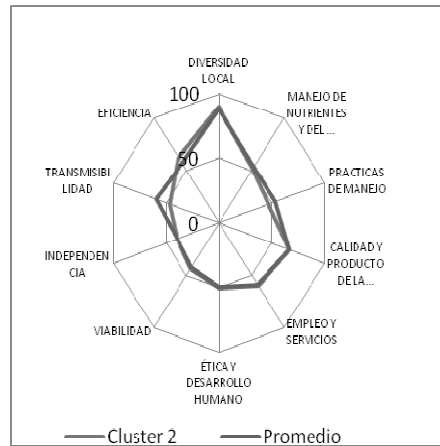 DIVERSIDAD
LOCAL
MANEJO DE
NUTRIENTES
Y DEL ...
PRACTICAS
DE MANEJO
CALIDAD Y
PRODUCTO
DE LA...
EMPLEO Y
SERVICIOS
ÉTICA Y
DESARROLLO
HUMANO
VIABILIDAD
INDEPENDEN
CIA
TRANSMISIBI
LIDAD
EFICIENCIA
100
50
0
Cluster 2
Promedio